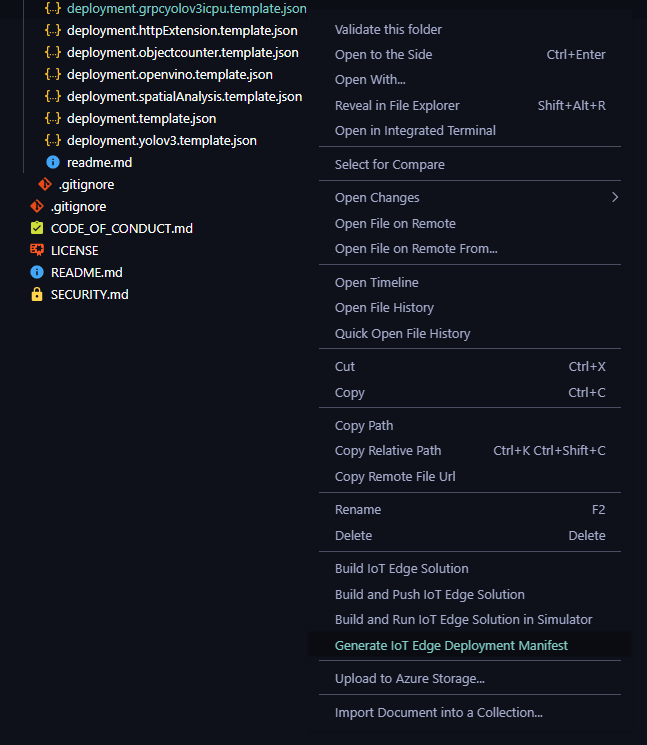 {..} deployment.grpcyolov3icpu.template.json
{..} deployment.httpExtension.template.json
{..} deployment.objectcounter.template.json
{..} deployment.openvino.template.json
{..} deployment.spatialAnalysis.template.json
{..} deployment.template.json
{..} deployment.yolov3.template.json
readme.md
.gitignore
.gitignore
CODE_OF_CONDUCT.md
LICENSE
README.md
SECURITY.md
Validate this folder
Open to the Side Ctrl+Enter
Open With...
Reveal in File Explorer Shift+Alt+R
Open in Integrated Terminal
Select for Compare
Open Changes
Open File on Remote
Open File on Remote From...
Open Timeline
Open File History
Quick Open File History
Cut Ctrl+X
Copy Ctrl+C
Copy Path
Copy Relative Path Ctrl+K Ctrl+Shift+C
Copy Remote File Url
Rename F2
Delete Delete
Build IoT Edge Solution
Build and Push IoT Edge Solution
Build and Run IoT Edge Solution in Simulator
Generate IoT Edge Deployment Manifest
Upload to Azure Storage...
Import Document into a Collection...